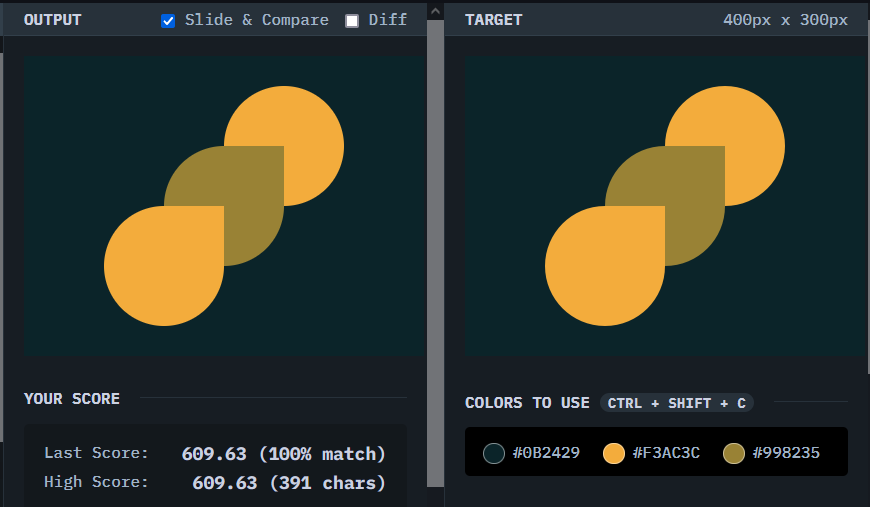 OUTPUT Slide & Compare Diff
TARGET 400px x 300px
YOUR SCORE
Last Score: 609.63 (100% match)
High Score: 609.63 (391 chars)
COLORS TO USE CTRL + SHIFT + C
#0B2429 #F3AC3C #998235